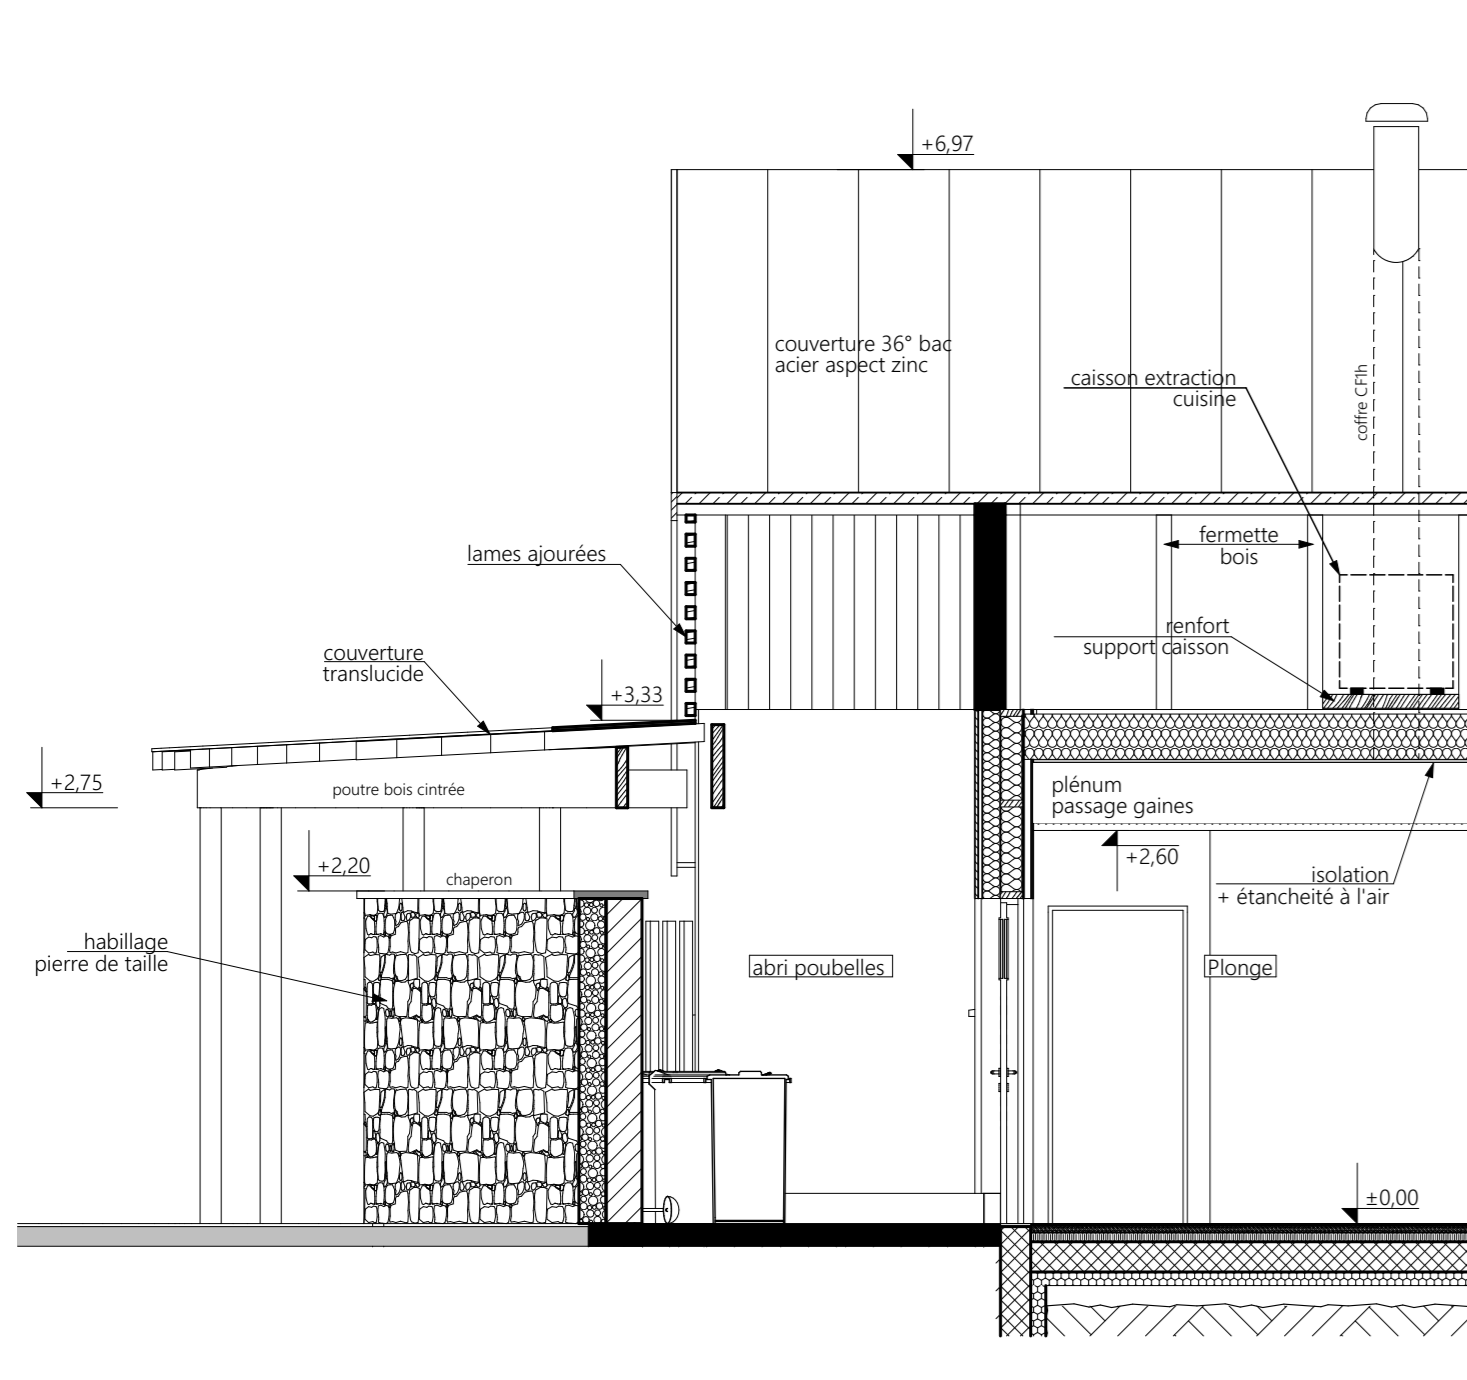 +6,97
couverture 36° bac
acier aspect zinc
caisson extraction
cuisine
coffre CF1h
fermette
bois
lames ajourées
renfort
support caisson
couverture
translucide
+3,33
+2,75
poutre bois cintrée
plénum
passage gaines
+2,20
chaperon
+2,60
isolation
+ étancheité à l'air
habillage
pierre de taille
abri poubelles
Plonge
±0,00